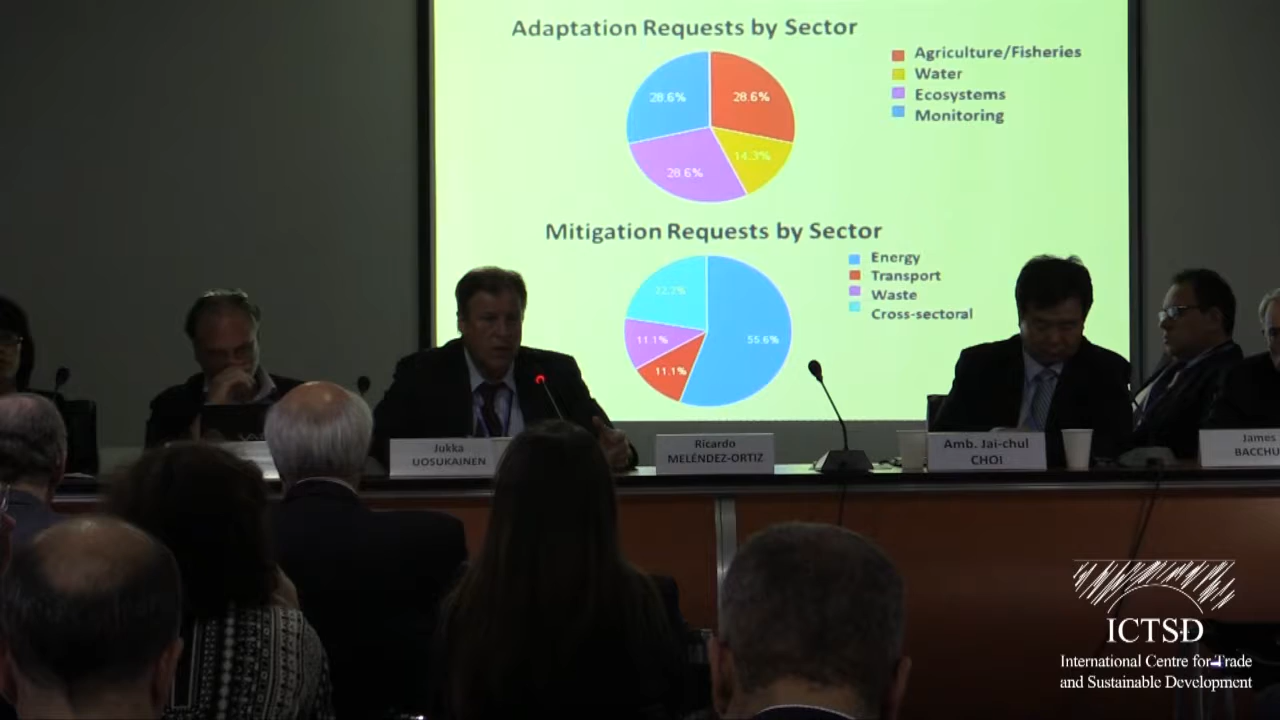 Adaptation Requests by Sector
28.6%
28.6%
14.3%
28.6%
Agriculture/Fisheries
Water
Ecosystems
Monitoring
Mitigation Requests by Sector
22.2%
11.1%
11.1%
55.6%
Energy
Transport
Waste
Cross-sectoral
Jukka
UOSUKAINEN
Ricardo
MELÉNDEZ-ORTIZ
Amb. Jai-chul
CHOI
James
BACCHU
ICTSD
International Centre for Trade
and Sustainable Development